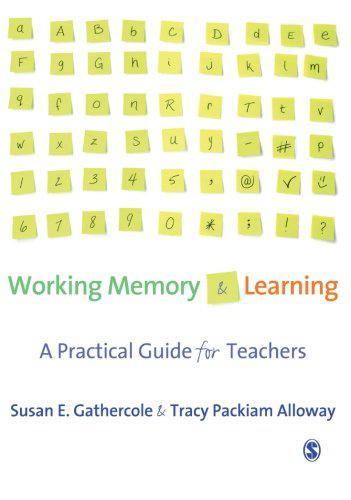 a A B b C D d E e
F g G h i j k l m
q f o n R r T t v
w x z S u y - # p
1 2 3 4 5 , @ ✓
6 7 8 9 0 * ; ! ?
Working Memory & Learning
A Practical Guide for Teachers
Susan E. Gathercole & Tracy Packiam Alloway
S